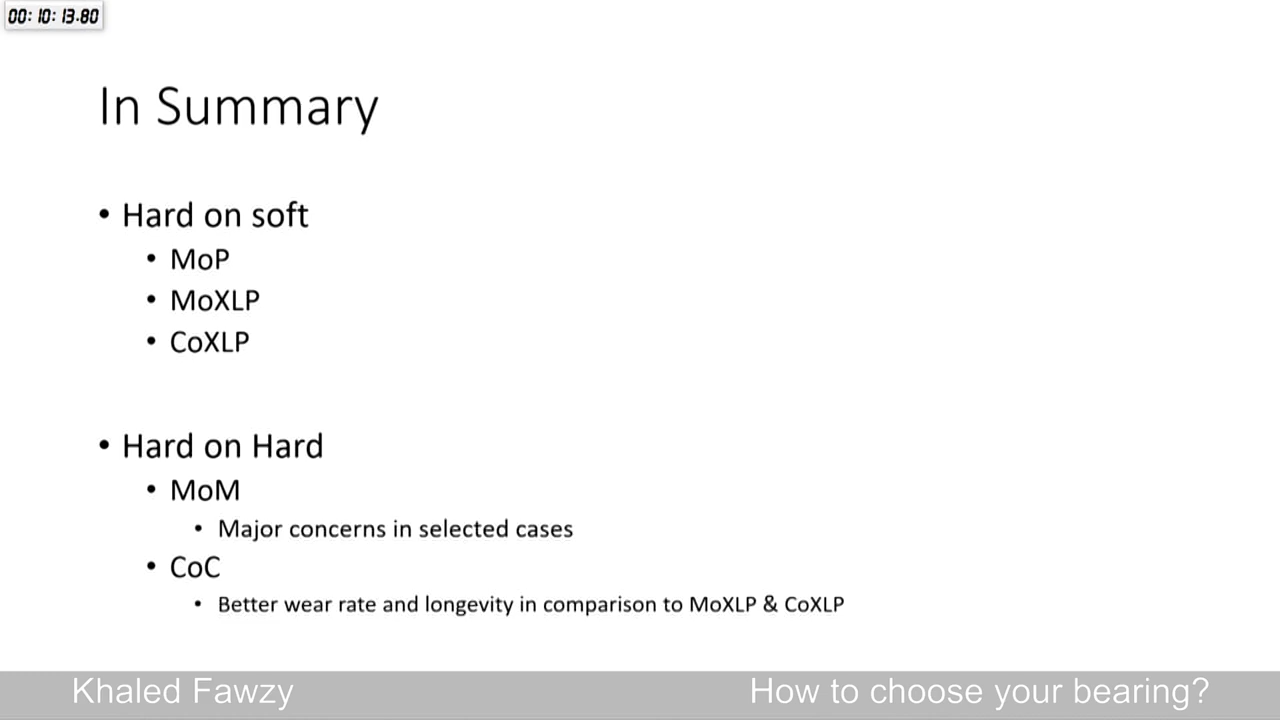 00:10:13.80
In Summary
• Hard on soft
• MoP
• MoXLP
• CoXLP
• Hard on Hard
• MoM
• Major concerns in selected cases
• CoC
• Better wear rate and longevity in comparison to MoXLP & CoXLP
Khaled Fawzy
How to choose your bearing?